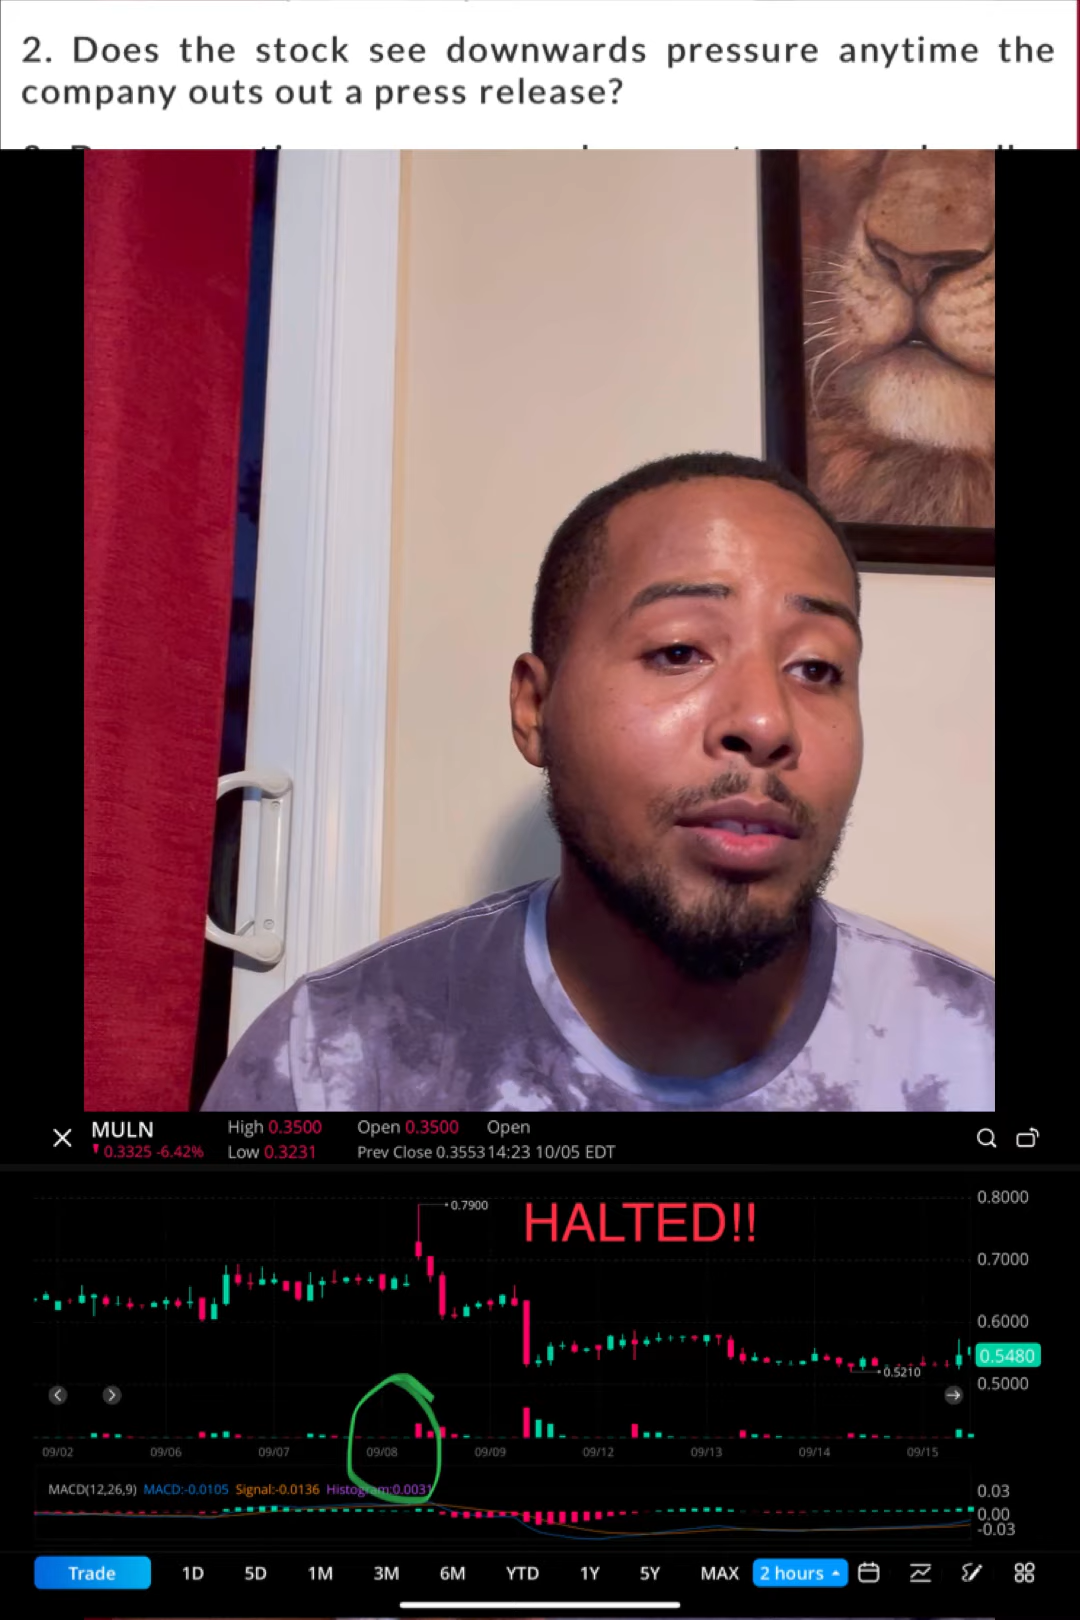 2. Does the stock see downwards pressure anytime the
company outs out a press release?
MULN High 0.3500 Open 0.3500 Open
0.3325 -6.42% Low 0.3231 Prev Close 0.3553 14:23 10/05 EDT
0.8000
0.7900 HALTED!!
0.7000
0.6000
0.5480
0.5210
0.5000
09/02 09/06 09/07 09/08 09/09 09/12 09/13 09/14 09/15
MACD(12,26,9) MACD:-0.0105 Signal:-0.0136 Histogram:0.0031
0.03
0.00
-0.03
Trade 1D 5D 1M 3M 6M YTD 1Y 5Y MAX 2 hours